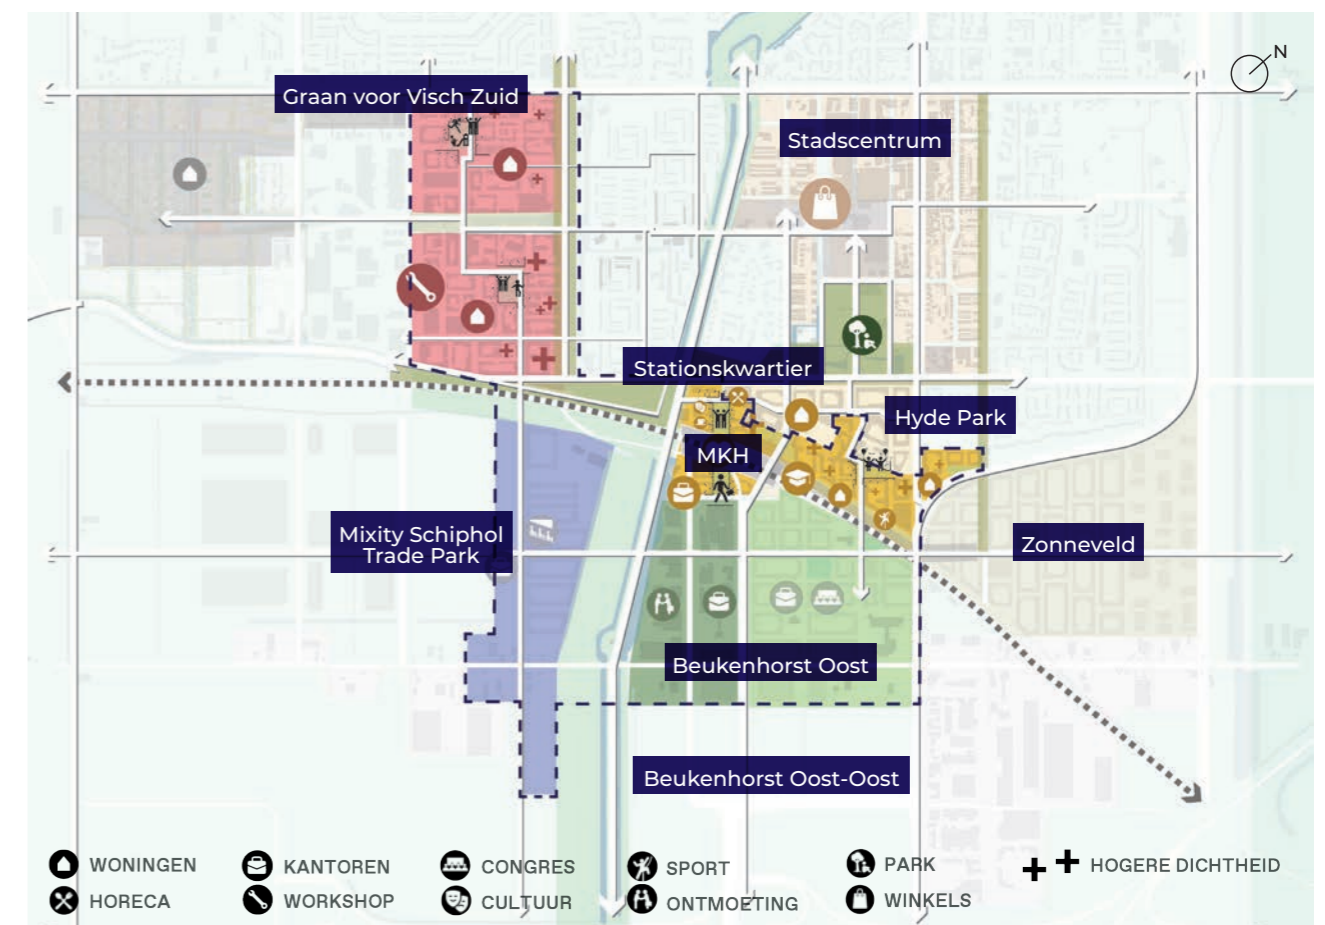 N
Graan voor Visch Zuid
Stadscentrum
Stationskwartier
Hyde Park
MKH
Mixity Schiphol
Trade Park
Zonneveld
Beukenhorst Oost
Beukenhorst Oost-Oost
WONINGEN
KANTOREN
CONGRES
SPORT
PARK
HOGERE DICHTHEID
HORECA
WORKSHOP
CULTUUR
ONTMOETING
WINKELS